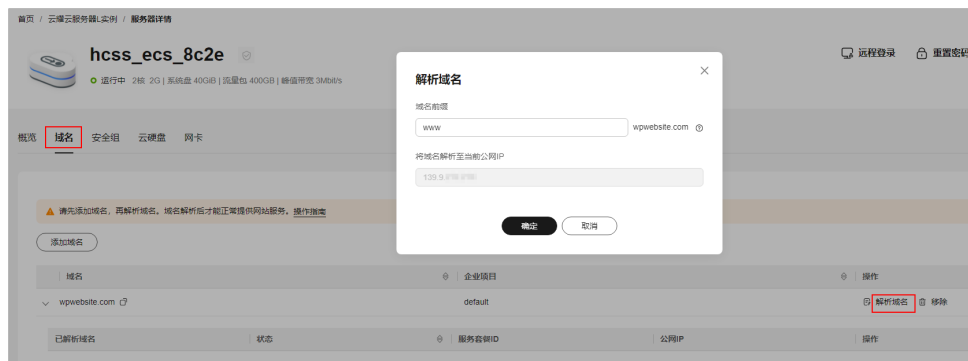 首页 / 云耀云服务器L实例 / 服务器详情
hcss_ecs_8c2e
运行中 2核 2G | 系统盘 40GiB | 流量包 400GB | 峰值带宽 3Mbit/s
远程登录 重置密码
概览 域名 安全组 云硬盘 网卡
解析域名
域名前缀
www wpwebsite.com
将域名解析至当前公网IP
139.9.
确定 取消
请先添加域名，再解析域名。域名解析后才能正常提供网站服务。操作指南
添加域名
域名 企业项目 操作
wpwebsite.com default 解析域名 移除
已解析域名 状态 服务套餐ID 公网IP 操作